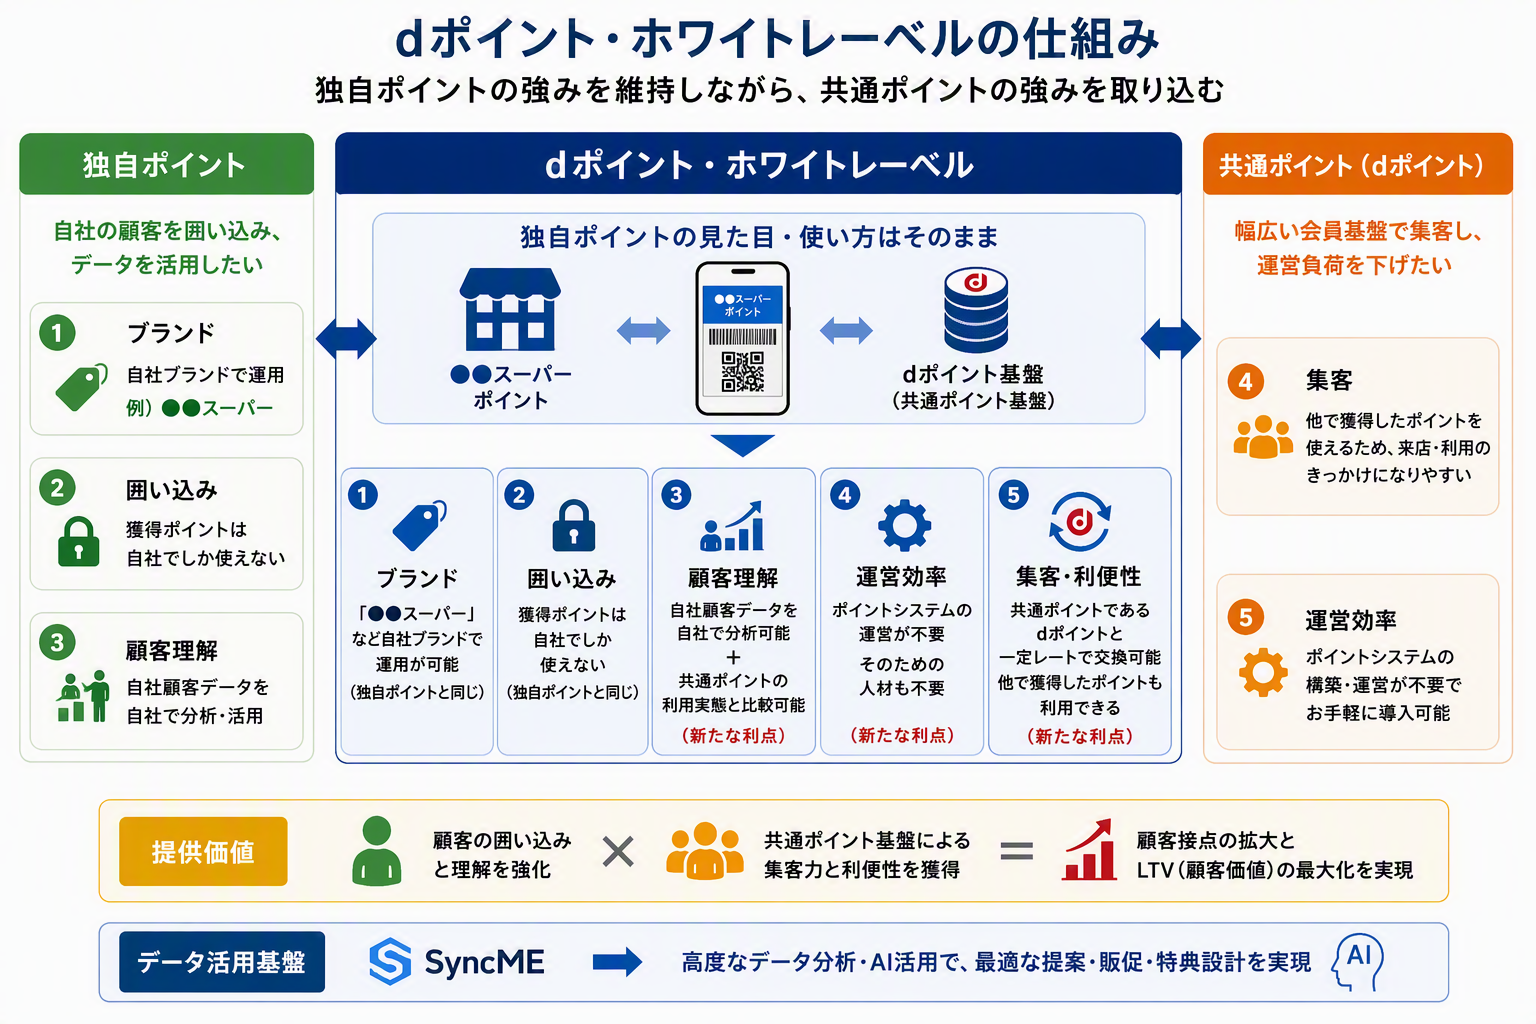 dポイント・ホワイトレーベルの仕組み
独自ポイントの強みを維持しながら、共通ポイントの強みを取り込む
独自ポイント
自社の顧客を囲い込み、
データを活用したい
1
ブランド
自社ブランドで運用
例）●●スーパー
2
囲い込み
獲得ポイントは
自社でしか使えない
3
顧客理解
自社顧客データを
自社で分析・活用
dポイント・ホワイトレーベル
独自ポイントの見た目・使い方はそのまま
●●スーパー
ポイント
●●スーパー
ポイント
d
dポイント基盤
（共通ポイント基盤）
1
ブランド
「●●スーパー」
など自社ブランドで
運用が可能
（独自ポイントと同じ）
2
囲い込み
獲得ポイントは
自社でしか
使えない
（独自ポイントと同じ）
3
顧客理解
自社顧客データを
自社で分析可能
＋
共通ポイントの
利用実態と比較可能
（新たな利点）
4
運営効率
ポイントシステムの
運営が不要
そのための
人材も不要
（新たな利点）
5
d
集客・利便性
共通ポイントである
dポイントと
一定レートで交換可能
他で獲得したポイントも
利用できる
（新たな利点）
共通ポイント（dポイント）
幅広い会員基盤で集客し、
運営負荷を下げたい
4
集客
他で獲得したポイントを
使えるため、来店・利用の
きっかけになりやすい
5
運営効率
ポイントシステムの
構築・運営が不要で
お手軽に導入可能
提供価値
顧客の囲い込み
と理解を強化
×
共通ポイント基盤による
集客力と利便性を獲得
＝
顧客接点の拡大と
LTV（顧客価値）の最大化を実現
データ活用基盤
SyncME
高度なデータ分析・AI活用で、最適な提案・販促・特典設計を実現
AI